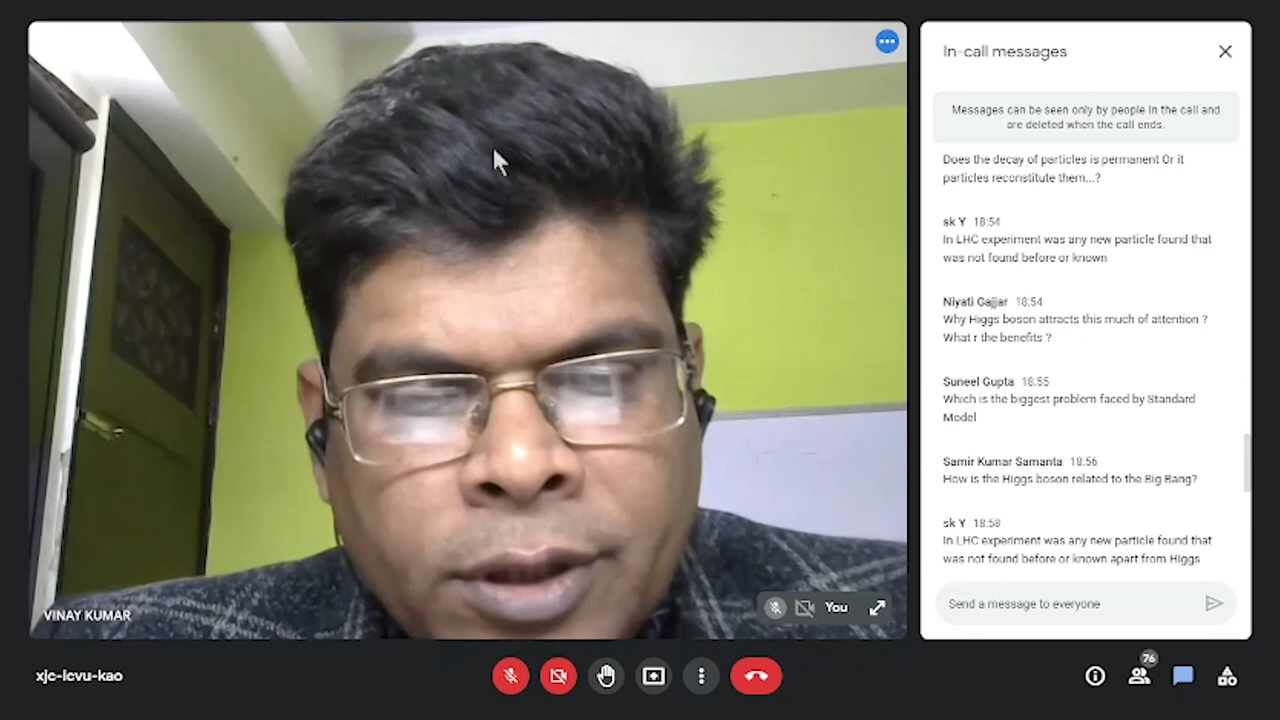 In-call messages
Messages can be seen only by people in the call and
are deleted when the call ends.
Does the decay of particles is permanent Or it
particles reconstitute them...?
sk Y 18:54
In LHC experiment was any new particle found that
was not found before or known
Niyati Gajjar 18:54
Why Higgs boson attracts this much of attention ?
What r the benefits ?
Suneel Gupta 18:55
Which is the biggest problem faced by Standard
Model
Samir Kumar Samanta 18:56
How is the Higgs boson related to the Big Bang?
sk Y 18:58
In LHC experiment was any new particle found that
was not found before or known apart from Higgs
Send a message to everyone
VINAY KUMAR
You
xjc-icvu-kao
76